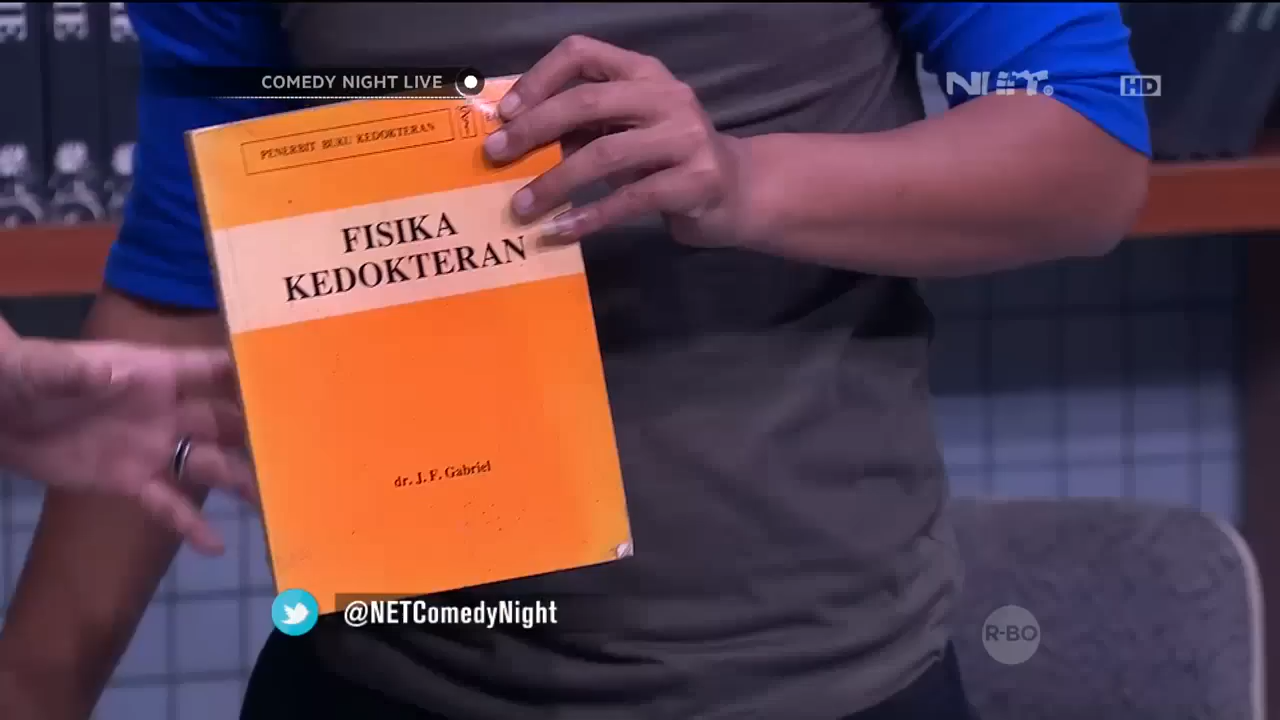 COMEDY NIGHT LIVE
NET.
HD
PENERBIT BUKU KEDOKTERAN
FISIKA
KEDOKTERAN
dr. J. F. Gabriel
@NETComedyNight
R-BO